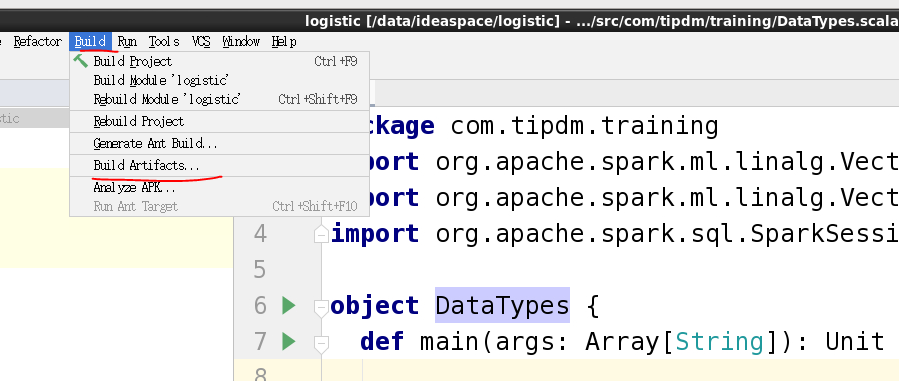 logistic [/data/ideaspace/logistic] - .../src/com/tipdm/training/DataTypes.scala
Refactor Build Run Tools VCS Window Help
Build Project Ctrl+F9
Build Module 'logistic'
Rebuild Module 'logistic' Ctrl+Shift+F9
Rebuild Project
Generate Ant Build...
Build Artifacts...
Analyze APK...
Run Ant Target Ctrl+Shift+F10
stic
ckage com.tipdm.training
port org.apache.spark.ml.linalg.Vect
port org.apache.spark.ml.linalg.Vect
4 import org.apache.spark.sql.SparkSessi
5
6 object DataTypes {
7 def main(args: Array[String]): Unit
8